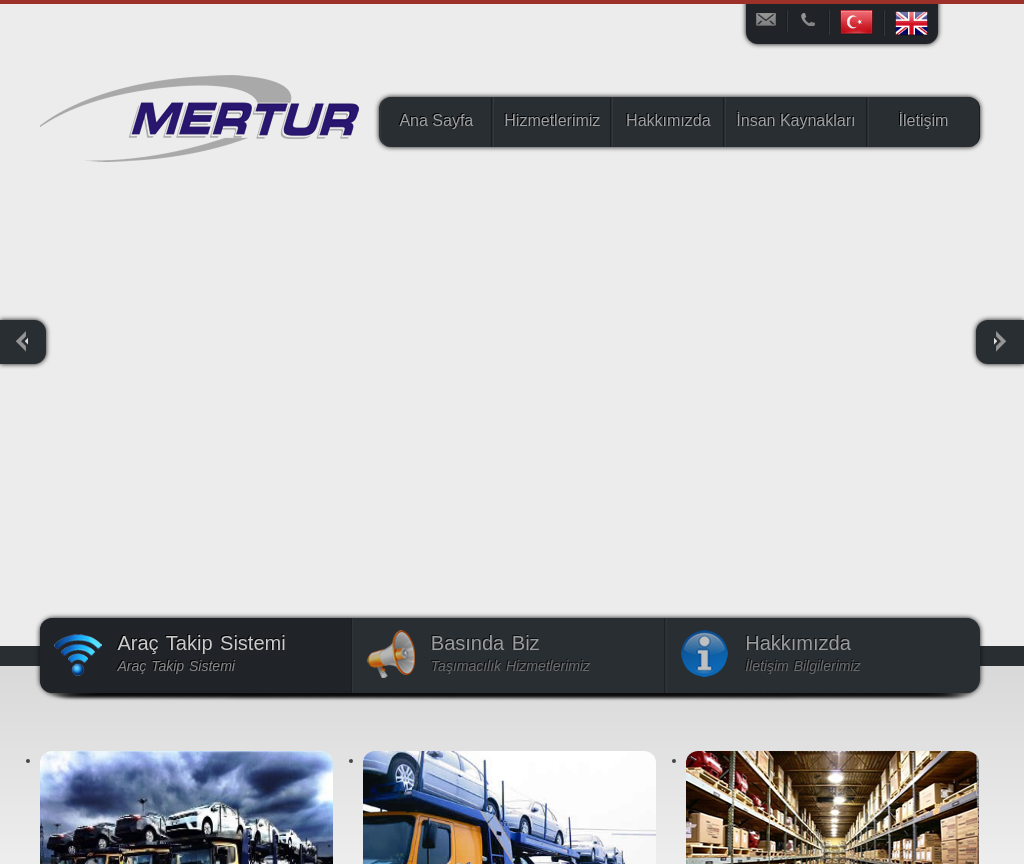 MERTUR
Ana Sayfa
Hizmetlerimiz
Hakkımızda
İnsan Kaynakları
İletişim
Araç Takip Sistemi
Araç Takip Sistemi
Basında Biz
Taşımacılık Hizmetlerimiz
Hakkımızda
İletişim Bilgilerimiz